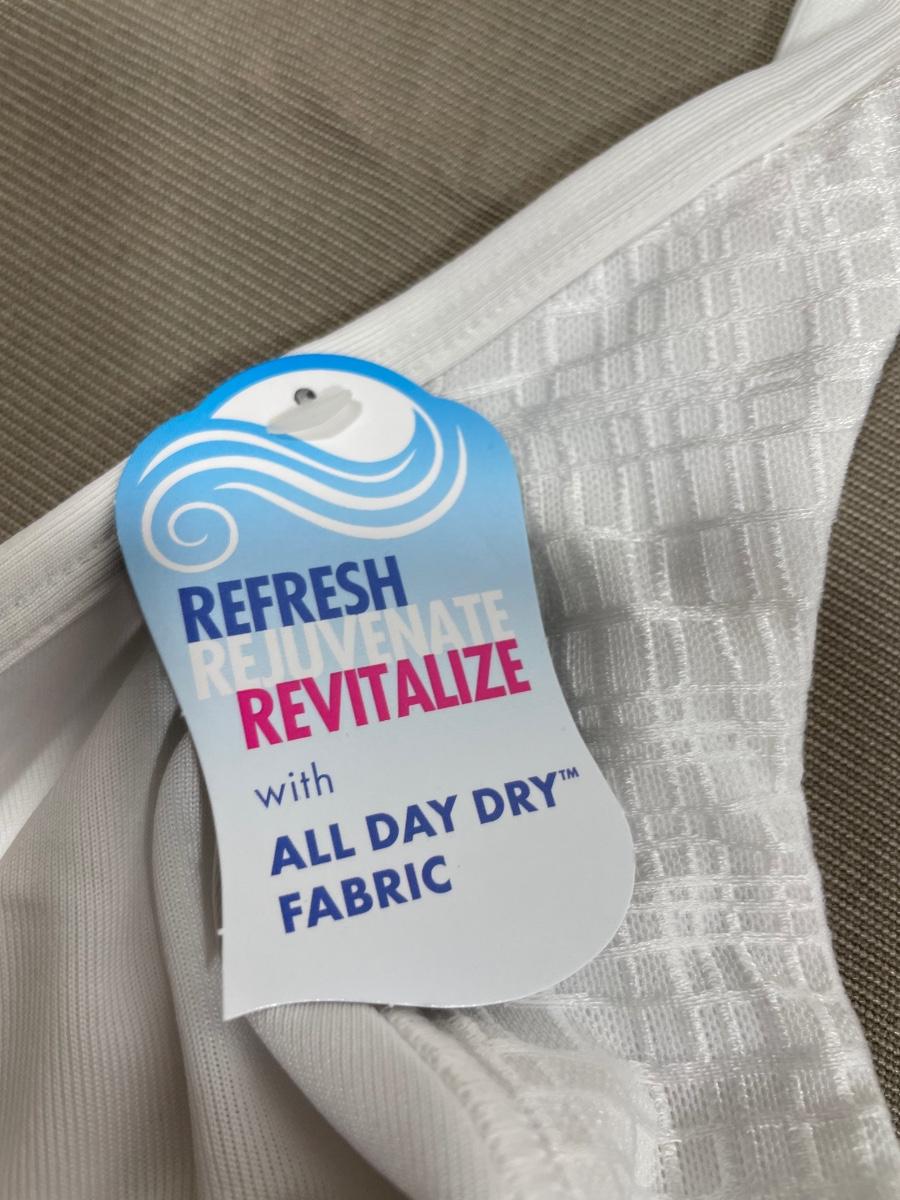 REFRESH
REJUVENATE
REVITALIZE
with
ALL DAY DRY™
FABRIC